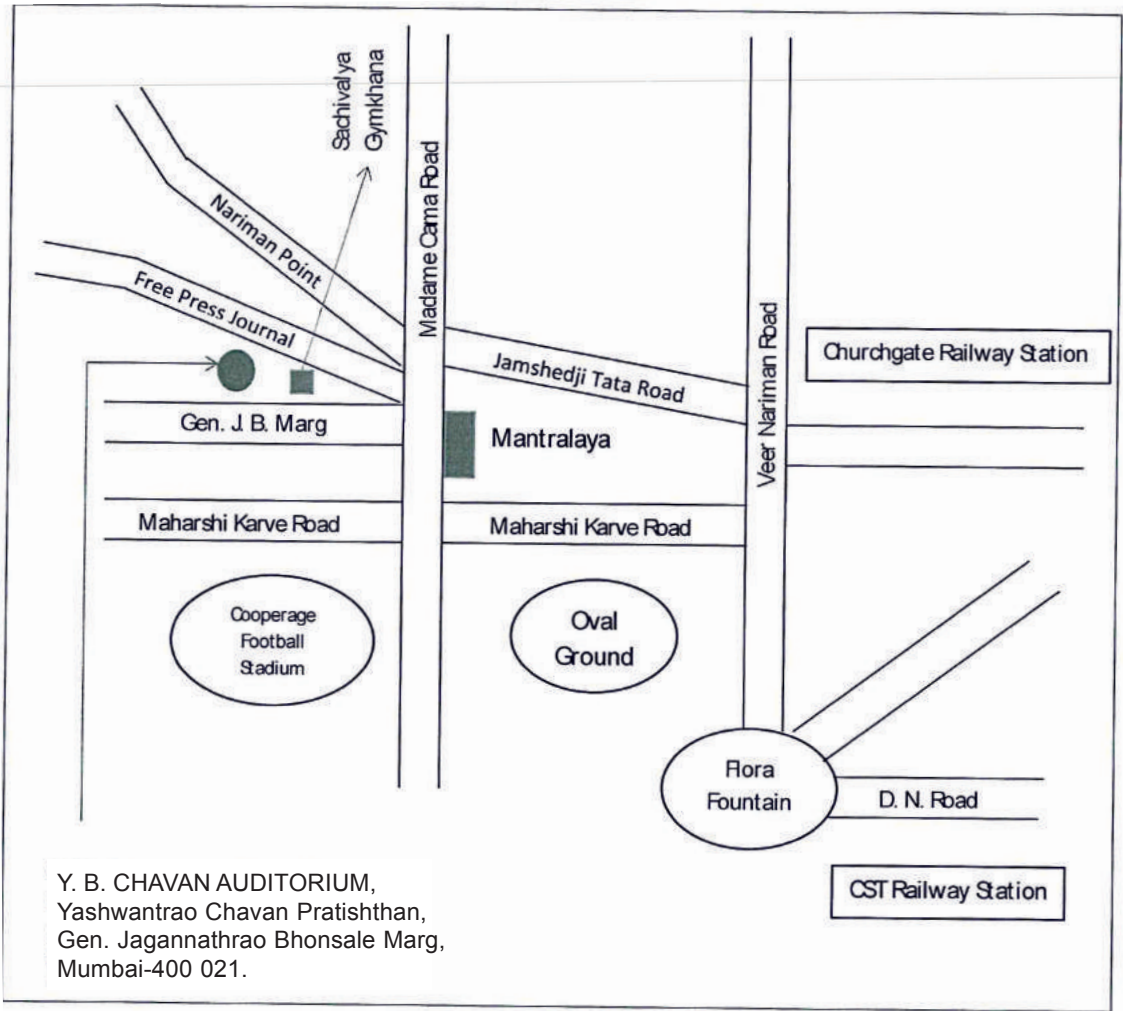 Sachivalya
Gymkhana
Madame Cama Road
Nariman Point
Free Press Journal
Veer Nariman Road
Churchgate Railway Station
Jamshedji Tata Road
Gen. J. B. Marg
Mantralaya
Maharshi Karve Road
Maharshi Karve Road
Cooperage
Football
Stadium
Oval
Ground
Flora
Fountain
D. N. Road
CST Railway Station
Y. B. CHAVAN AUDITORIUM,
Yashwantrao Chavan Pratishthan,
Gen. Jagannathrao Bhonsale Marg,
Mumbai-400 021.